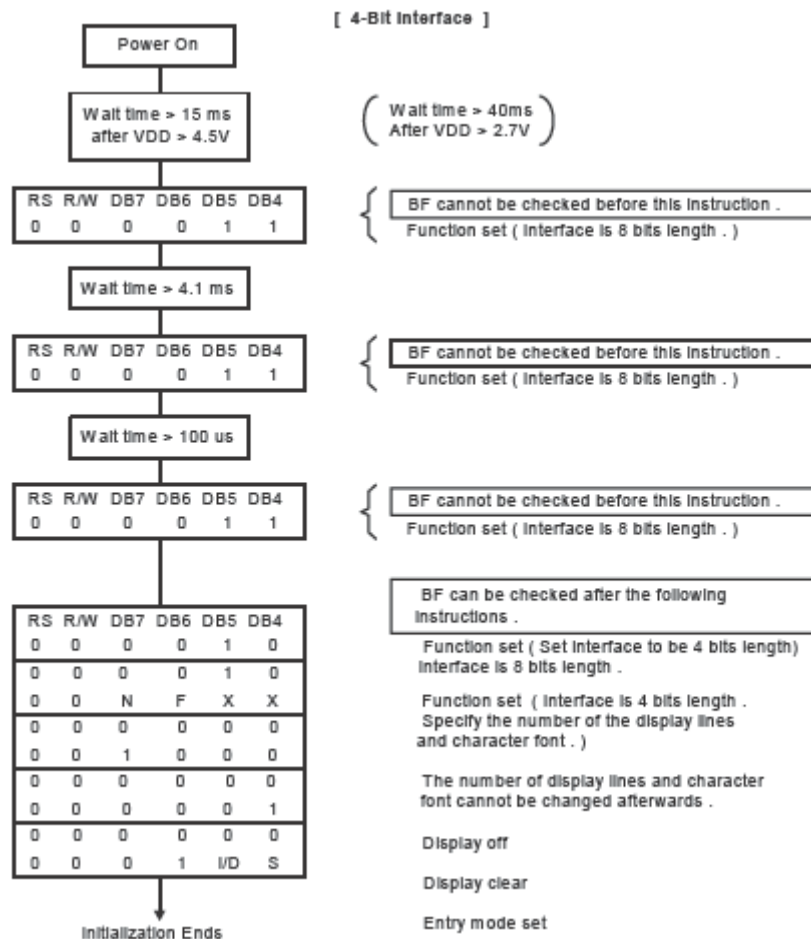 [ 4-Bit Interface ]
Power On
Wait time > 15 ms
after VDD > 4.5V
Wait time > 40ms
After VDD > 2.7V
RS R/W DB7 DB6 DB5 DB4
0 0 0 0 1 1
BF cannot be checked before this instruction .
Function set ( Interface is 8 bits length . )
Wait time > 4.1 ms
RS R/W DB7 DB6 DB5 DB4
0 0 0 0 1 1
BF cannot be checked before this instruction .
Function set ( Interface is 8 bits length . )
Wait time > 100 us
RS R/W DB7 DB6 DB5 DB4
0 0 0 0 1 1
BF cannot be checked before this instruction .
Function set ( Interface is 8 bits length . )
RS R/W DB7 DB6 DB5 DB4
0 0 0 0 1 0
0 0 0 0 1 0
0 0 N F X X
0 0 0 0 0 0
0 0 1 0 0 0
0 0 0 0 0 0
0 0 0 0 0 1
0 0 0 0 0 0
0 0 0 1 I/D S
Initialization Ends
BF can be checked after the following
instructions .
Function set ( Set interface to be 4 bits length)
Interface is 8 bits length .
Function set ( Interface is 4 bits length .
Specify the number of the display lines
and character font . )
The number of display lines and character
font cannot be changed afterwards .
Display off
Display clear
Entry mode set